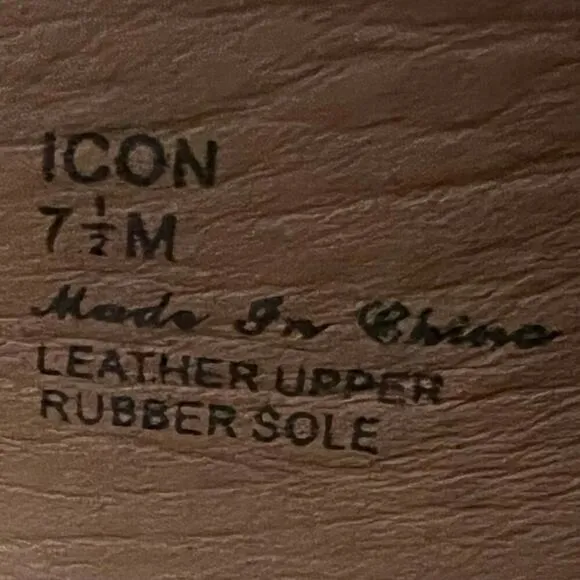 ICON
7½M
Made In China
LEATHER UPPER
RUBBER SOLE